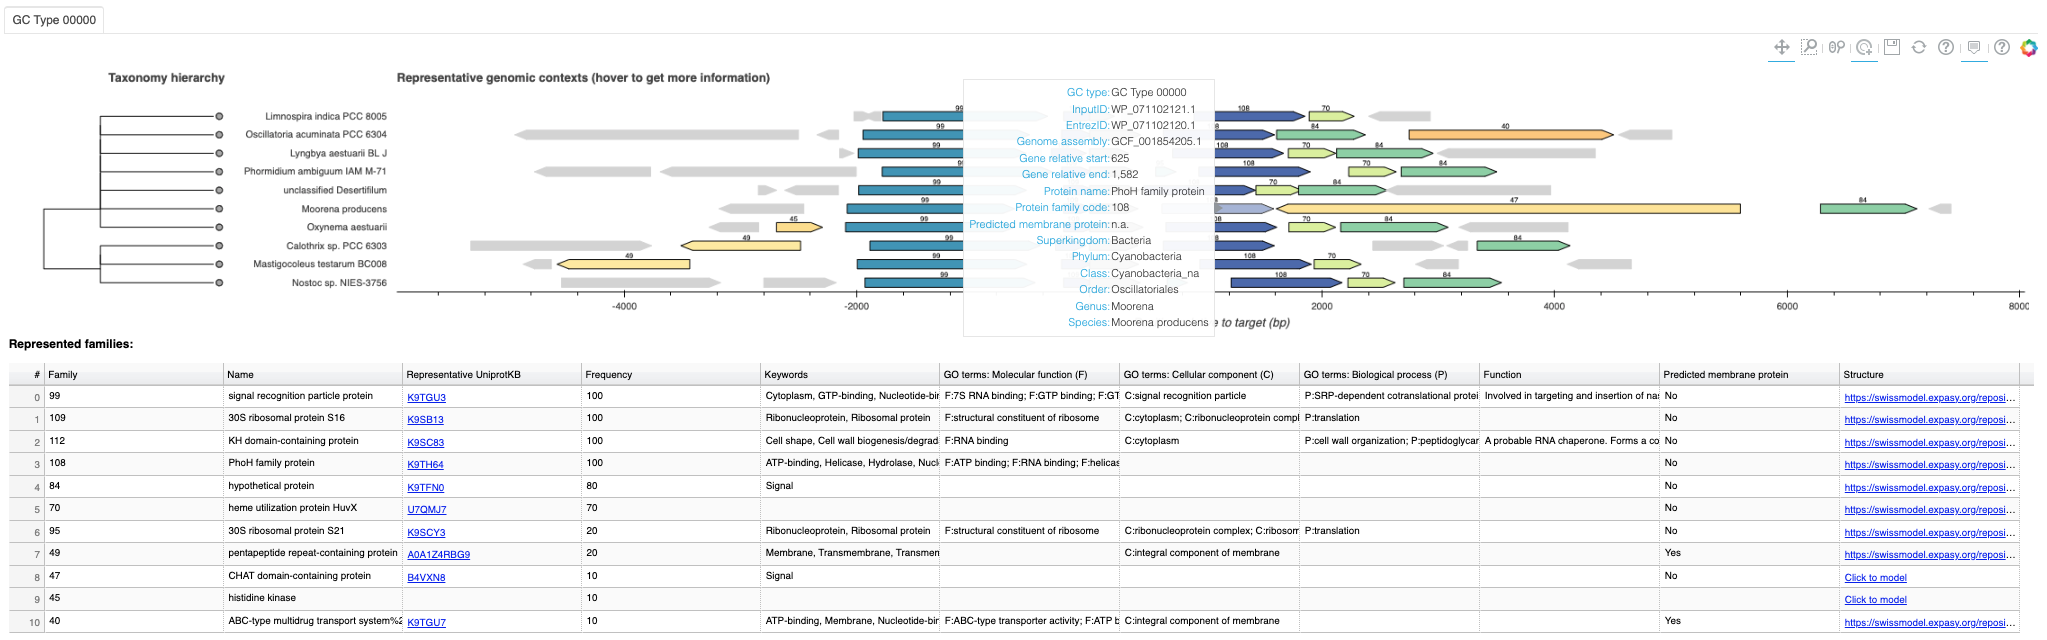 GC Type 00000
Taxonomy hierarchy
Representative genomic contexts (hover to get more information)
GC type: GC Type 00000
InputID: WP_071102121.1
EntrezID: WP_071102120.1
Genome assembly: GCF_001854205.1
Gene relative start: 625
Gene relative end: 1,582
Protein name: PhoH family protein
Protein family code: 108
Predicted membrane protein: n.a.
Superkingdom: Bacteria
Phylum: Cyanobacteria
Class: Cyanobacteria_na
Order: Oscillatoriales
Genus: Moorena
Species: Moorena producens
Limnospira indica PCC 8005 99 108 70
Oscillatoria acuminata PCC 6304 99 8 84 40
Lyngbya aestuarii BL J 99 108 70 84
Phormidium ambiguum IAM M-71 99 108 70 84
unclassified Desertifilum 99 108 70 84
Moorena producens 99 8 47 84
Oxynema aestuarii 45 99 08 70 84
Calothrix sp. PCC 6303 49 99 08 84
Mastigocoleus testarum BC008 49 99 108 70
Nostoc sp. NIES-3756 99 108 70 84
-4000 -2000 2000 4000 6000 8000
e to target (bp)
Represented families:
# Family Name Representative UniprotKB Frequency Keywords GO terms: Molecular function (F) GO terms: Cellular component (C) GO terms: Biological process (P) Function Predicted membrane protein Structure
0 99 signal recognition particle protein K9TGU3 100 Cytoplasm, GTP-binding, Nucleotide-bin F:7S RNA binding; F:GTP binding; F:GT C:signal recognition particle P:SRP-dependent cotranslational protei Involved in targeting and insertion of nas No https://swissmodel.expasy.org/reposi...
1 109 30S ribosomal protein S16 K9SB13 100 Ribonucleoprotein, Ribosomal protein F:structural constituent of ribosome C:cytoplasm; C:ribonucleoprotein compl P:translation No https://swissmodel.expasy.org/reposi...
2 112 KH domain-containing protein K9SC83 100 Cell shape, Cell wall biogenesis/degrad F:RNA binding C:cytoplasm P:cell wall organization; P:peptidoglycar A probable RNA chaperone. Forms a co No https://swissmodel.expasy.org/reposi...
3 108 PhoH family protein K9TH64 100 ATP-binding, Helicase, Hydrolase, Nucl F:ATP binding; F:RNA binding; F:helicas No https://swissmodel.expasy.org/reposi...
4 84 hypothetical protein K9TFN0 80 Signal No https://swissmodel.expasy.org/reposi...
5 70 heme utilization protein HuvX U7QMJ7 70 No https://swissmodel.expasy.org/reposi...
6 95 30S ribosomal protein S21 K9SCY3 20 Ribonucleoprotein, Ribosomal protein F:structural constituent of ribosome C:ribonucleoprotein complex; C:ribosom P:translation No https://swissmodel.expasy.org/reposi...
7 49 pentapeptide repeat-containing protein A0A1Z4RBG9 20 Membrane, Transmembrane, Transmen C:integral component of membrane Yes https://swissmodel.expasy.org/reposi...
8 47 CHAT domain-containing protein B4VXN8 10 Signal No Click to model
9 45 histidine kinase 10 Click to model
10 40 ABC-type multidrug transport system%2 K9TGU7 10 ATP-binding, Membrane, Nucleotide-bin F:ABC-type transporter activity; F:ATP b C:integral component of membrane Yes https://swissmodel.expasy.org/reposi...